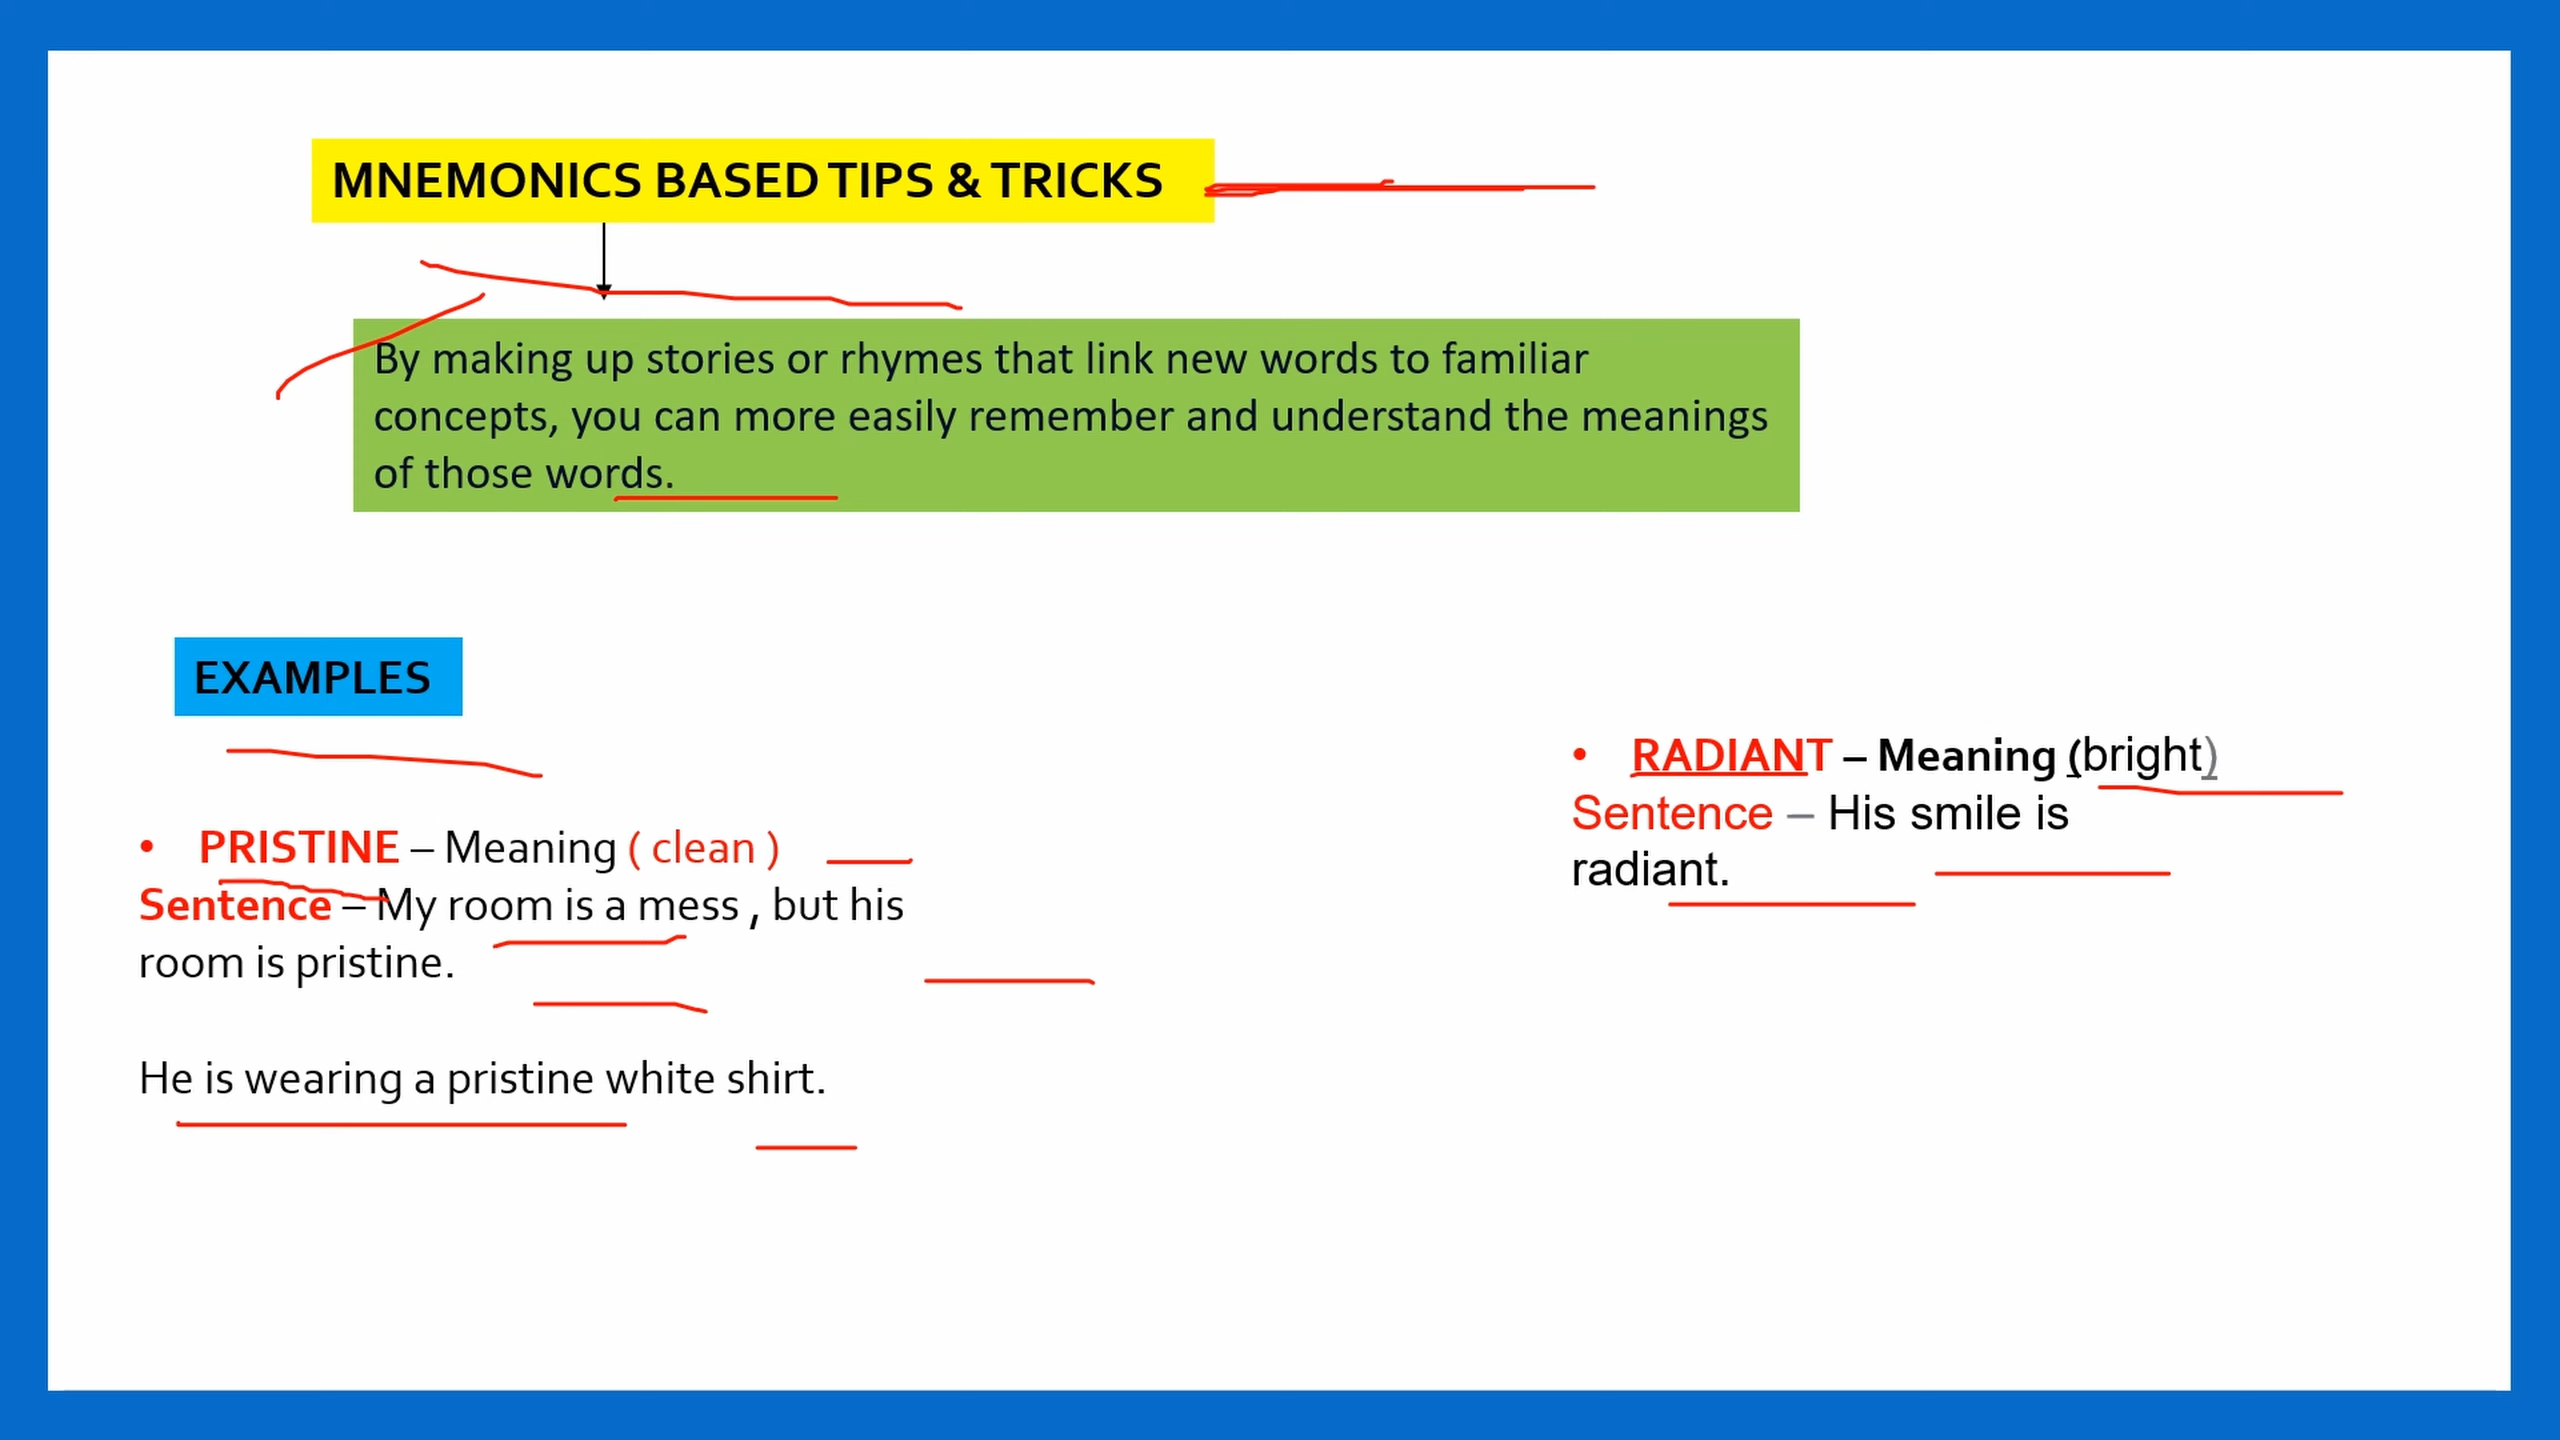 MNEMONICS BASED TIPS & TRICKS
By making up stories or rhymes that link new words to familiar
concepts, you can more easily remember and understand the meanings
of those words.
EXAMPLES
• PRISTINE – Meaning ( clean )
Sentence – My room is a mess , but his
room is pristine.
He is wearing a pristine white shirt.
• RADIANT – Meaning (bright)
Sentence – His smile is
radiant.